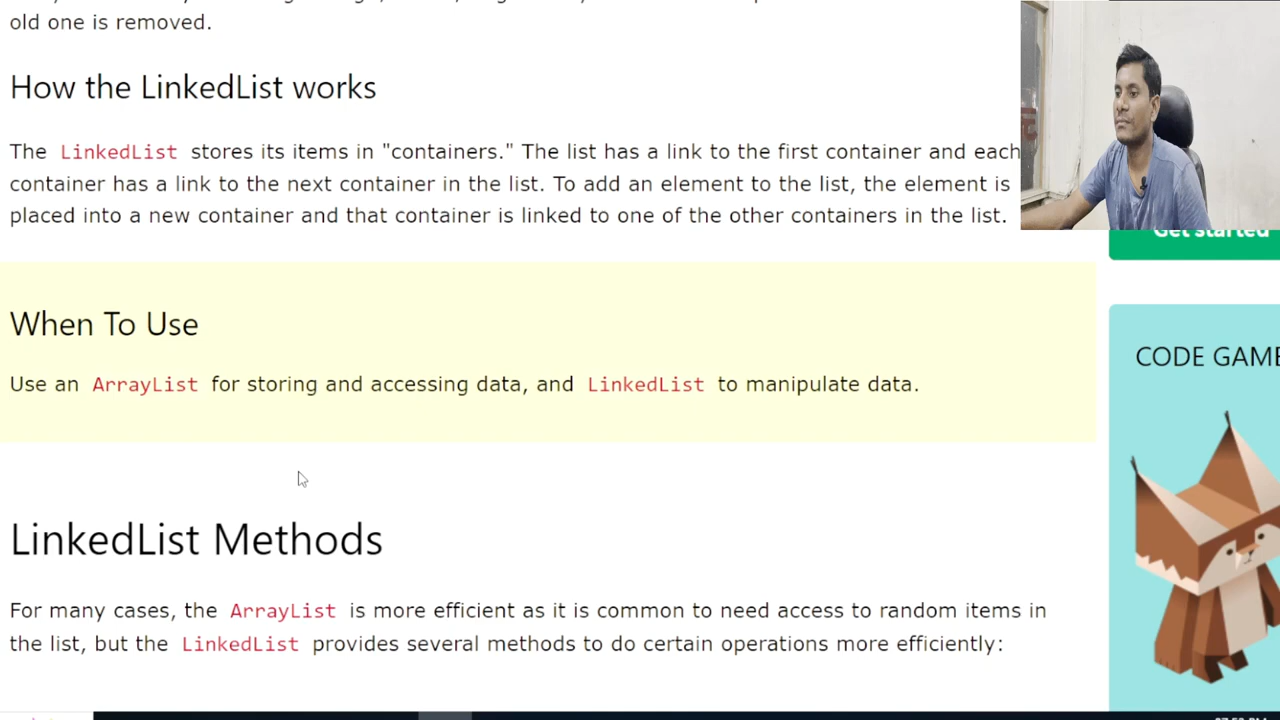 old one is removed.
How the LinkedList works
The LinkedList stores its items in "containers." The list has a link to the first container and each
container has a link to the next container in the list. To add an element to the list, the element is
placed into a new container and that container is linked to one of the other containers in the list.
Get started
When To Use
Use an ArrayList for storing and accessing data, and LinkedList to manipulate data.
CODE GAME
LinkedList Methods
For many cases, the ArrayList is more efficient as it is common to need access to random items in
the list, but the LinkedList provides several methods to do certain operations more efficiently: